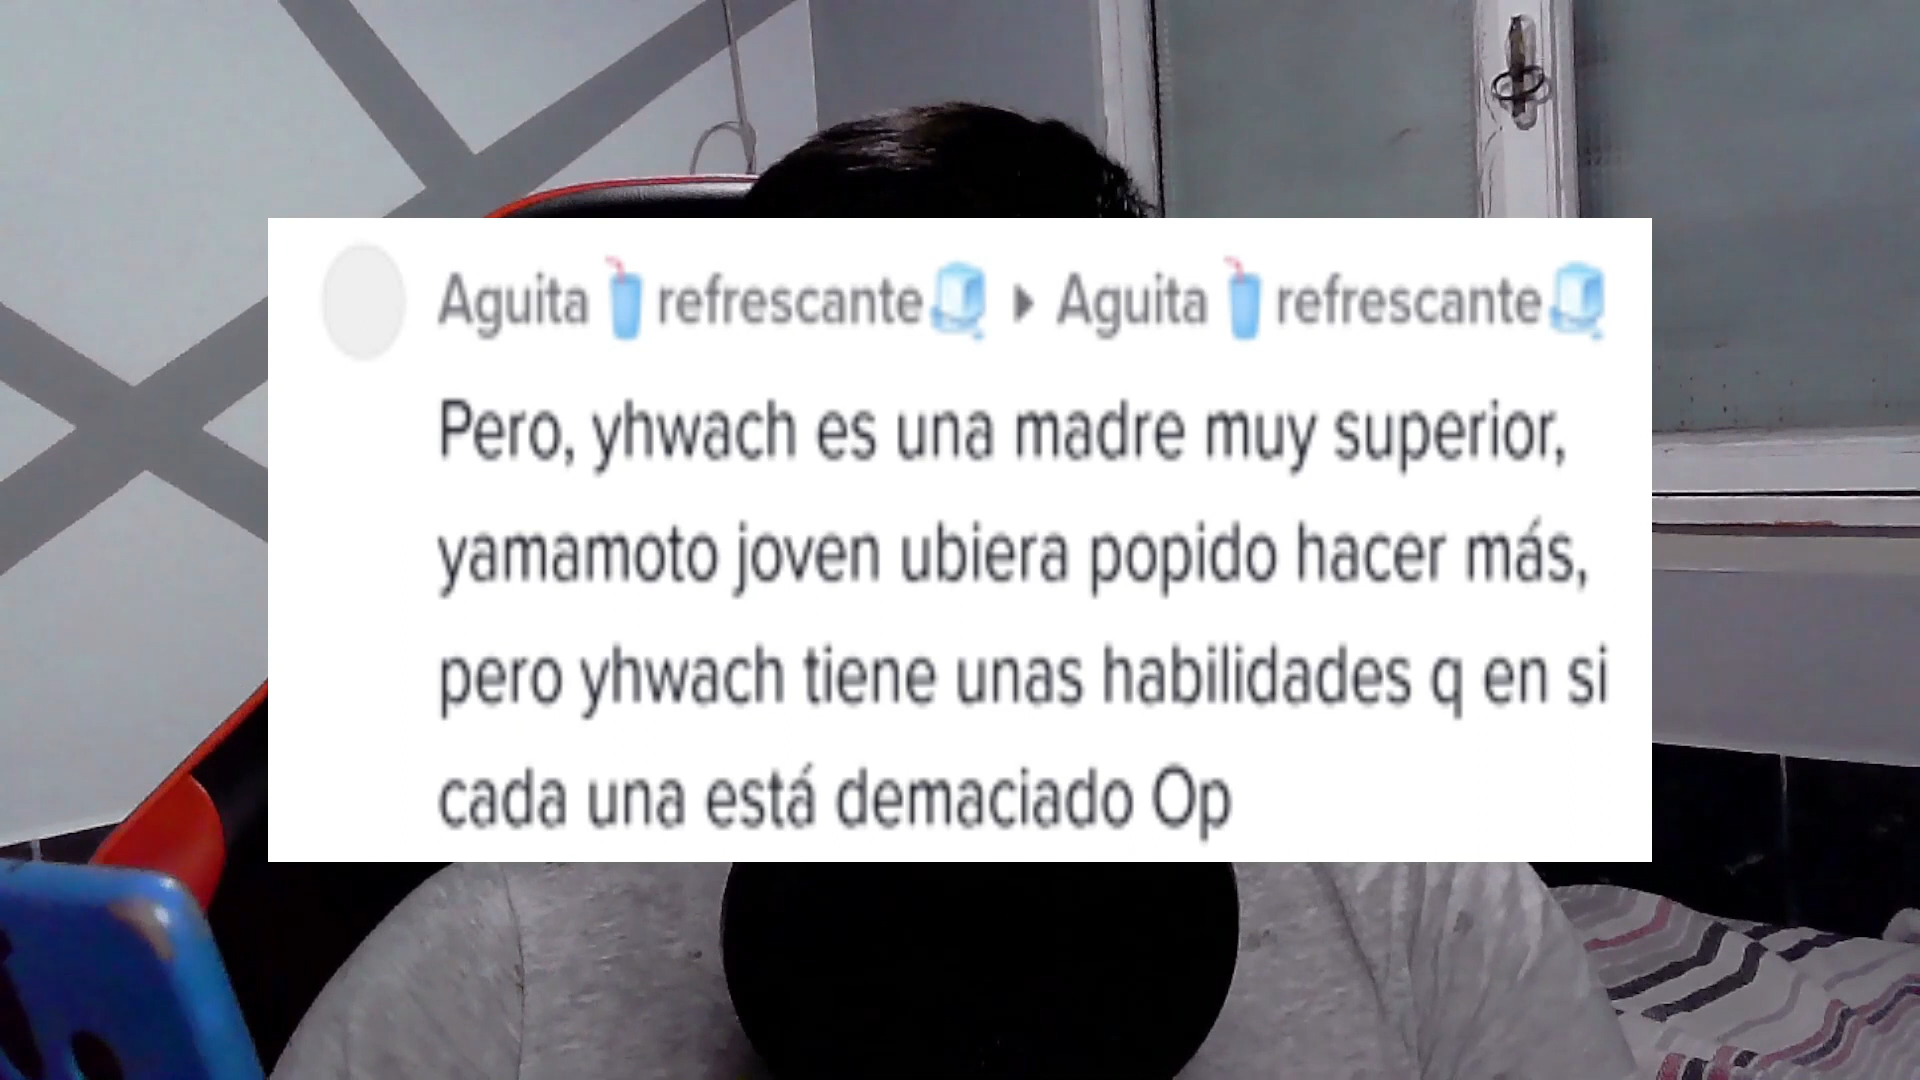 Aguita🥤refrescante🧊 ▸ Aguita🥤refrescante🧊
Pero, yhwach es una madre muy superior,
yamamoto joven ubiera popido hacer más,
pero yhwach tiene unas habilidades q en si
cada una está demaciado Op